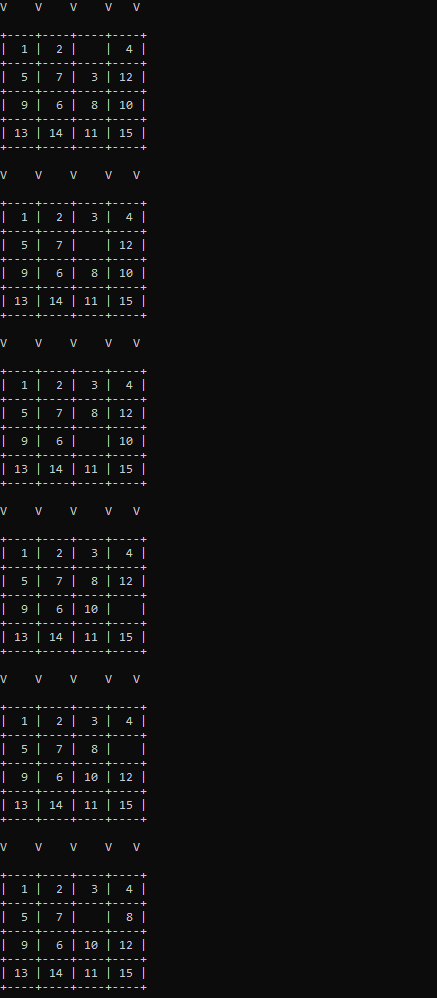 V    V    V    V   V
+----+----+----+----+
|  1 |  2 |    |  4 |
+----+----+----+----+
|  5 |  7 |  3 | 12 |
+----+----+----+----+
|  9 |  6 |  8 | 10 |
+----+----+----+----+
| 13 | 14 | 11 | 15 |
+----+----+----+----+
V    V    V    V   V
+----+----+----+----+
|  1 |  2 |  3 |  4 |
+----+----+----+----+
|  5 |  7 |    | 12 |
+----+----+----+----+
|  9 |  6 |  8 | 10 |
+----+----+----+----+
| 13 | 14 | 11 | 15 |
+----+----+----+----+
V    V    V    V   V
+----+----+----+----+
|  1 |  2 |  3 |  4 |
+----+----+----+----+
|  5 |  7 |  8 | 12 |
+----+----+----+----+
|  9 |  6 |    | 10 |
+----+----+----+----+
| 13 | 14 | 11 | 15 |
+----+----+----+----+
V    V    V    V   V
+----+----+----+----+
|  1 |  2 |  3 |  4 |
+----+----+----+----+
|  5 |  7 |  8 | 12 |
+----+----+----+----+
|  9 |  6 | 10 |    |
+----+----+----+----+
| 13 | 14 | 11 | 15 |
+----+----+----+----+
V    V    V    V   V
+----+----+----+----+
|  1 |  2 |  3 |  4 |
+----+----+----+----+
|  5 |  7 |  8 |    |
+----+----+----+----+
|  9 |  6 | 10 | 12 |
+----+----+----+----+
| 13 | 14 | 11 | 15 |
+----+----+----+----+
V    V    V    V   V
+----+----+----+----+
|  1 |  2 |  3 |  4 |
+----+----+----+----+
|  5 |  7 |    |  8 |
+----+----+----+----+
|  9 |  6 | 10 | 12 |
+----+----+----+----+
| 13 | 14 | 11 | 15 |
+----+----+----+----+